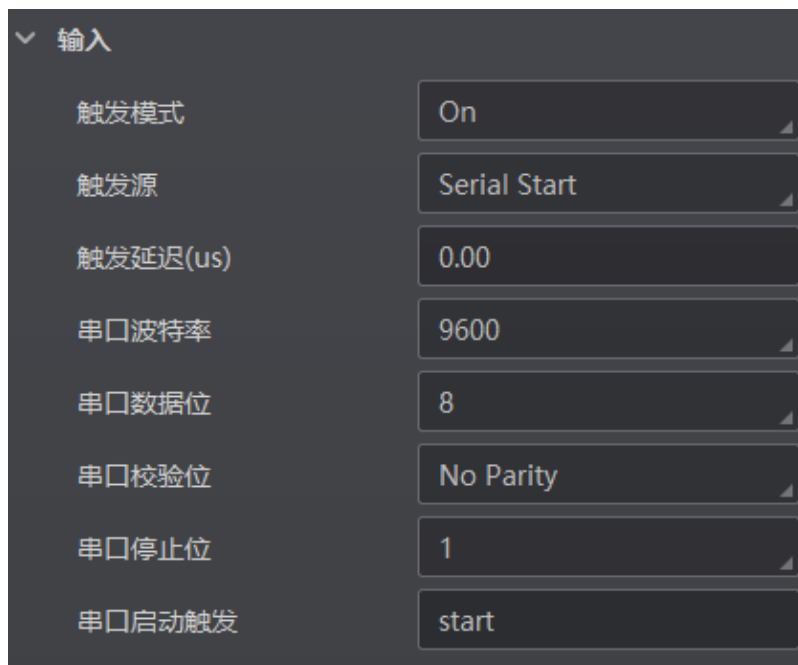 输入
触发模式 On
触发源 Serial Start
触发延迟(us) 0.00
串口波特率 9600
串口数据位 8
串口校验位 No Parity
串口停止位 1
串口启动触发 start